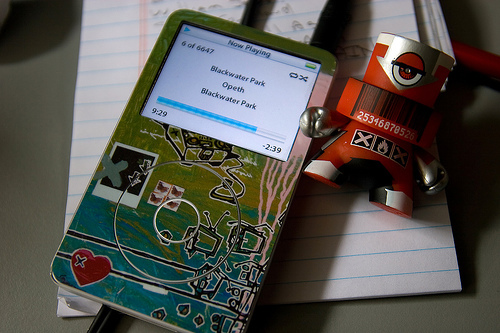 Now Playing
6 of 6647
Blackwater Park
Opeth
Blackwater Park
9:29
-2:39
25346878526